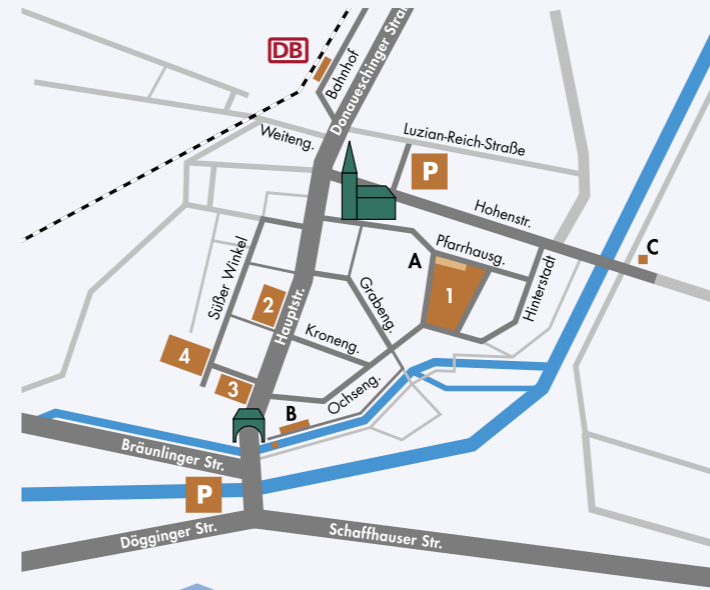 DB
Bahnhof
Donaueschinger Straß
Weiteng.
Luzian-Reich-Straße
P
Hohenstr.
C
Pfarrhausg.
A
Süßer Winkel
Hinterstadt
1
2
Hauptstr.
Grabeng.
Kroneng.
4
3
Ochseng.
B
Bräunlinger Str.
P
Dögginger Str.
Schaffhauser Str.